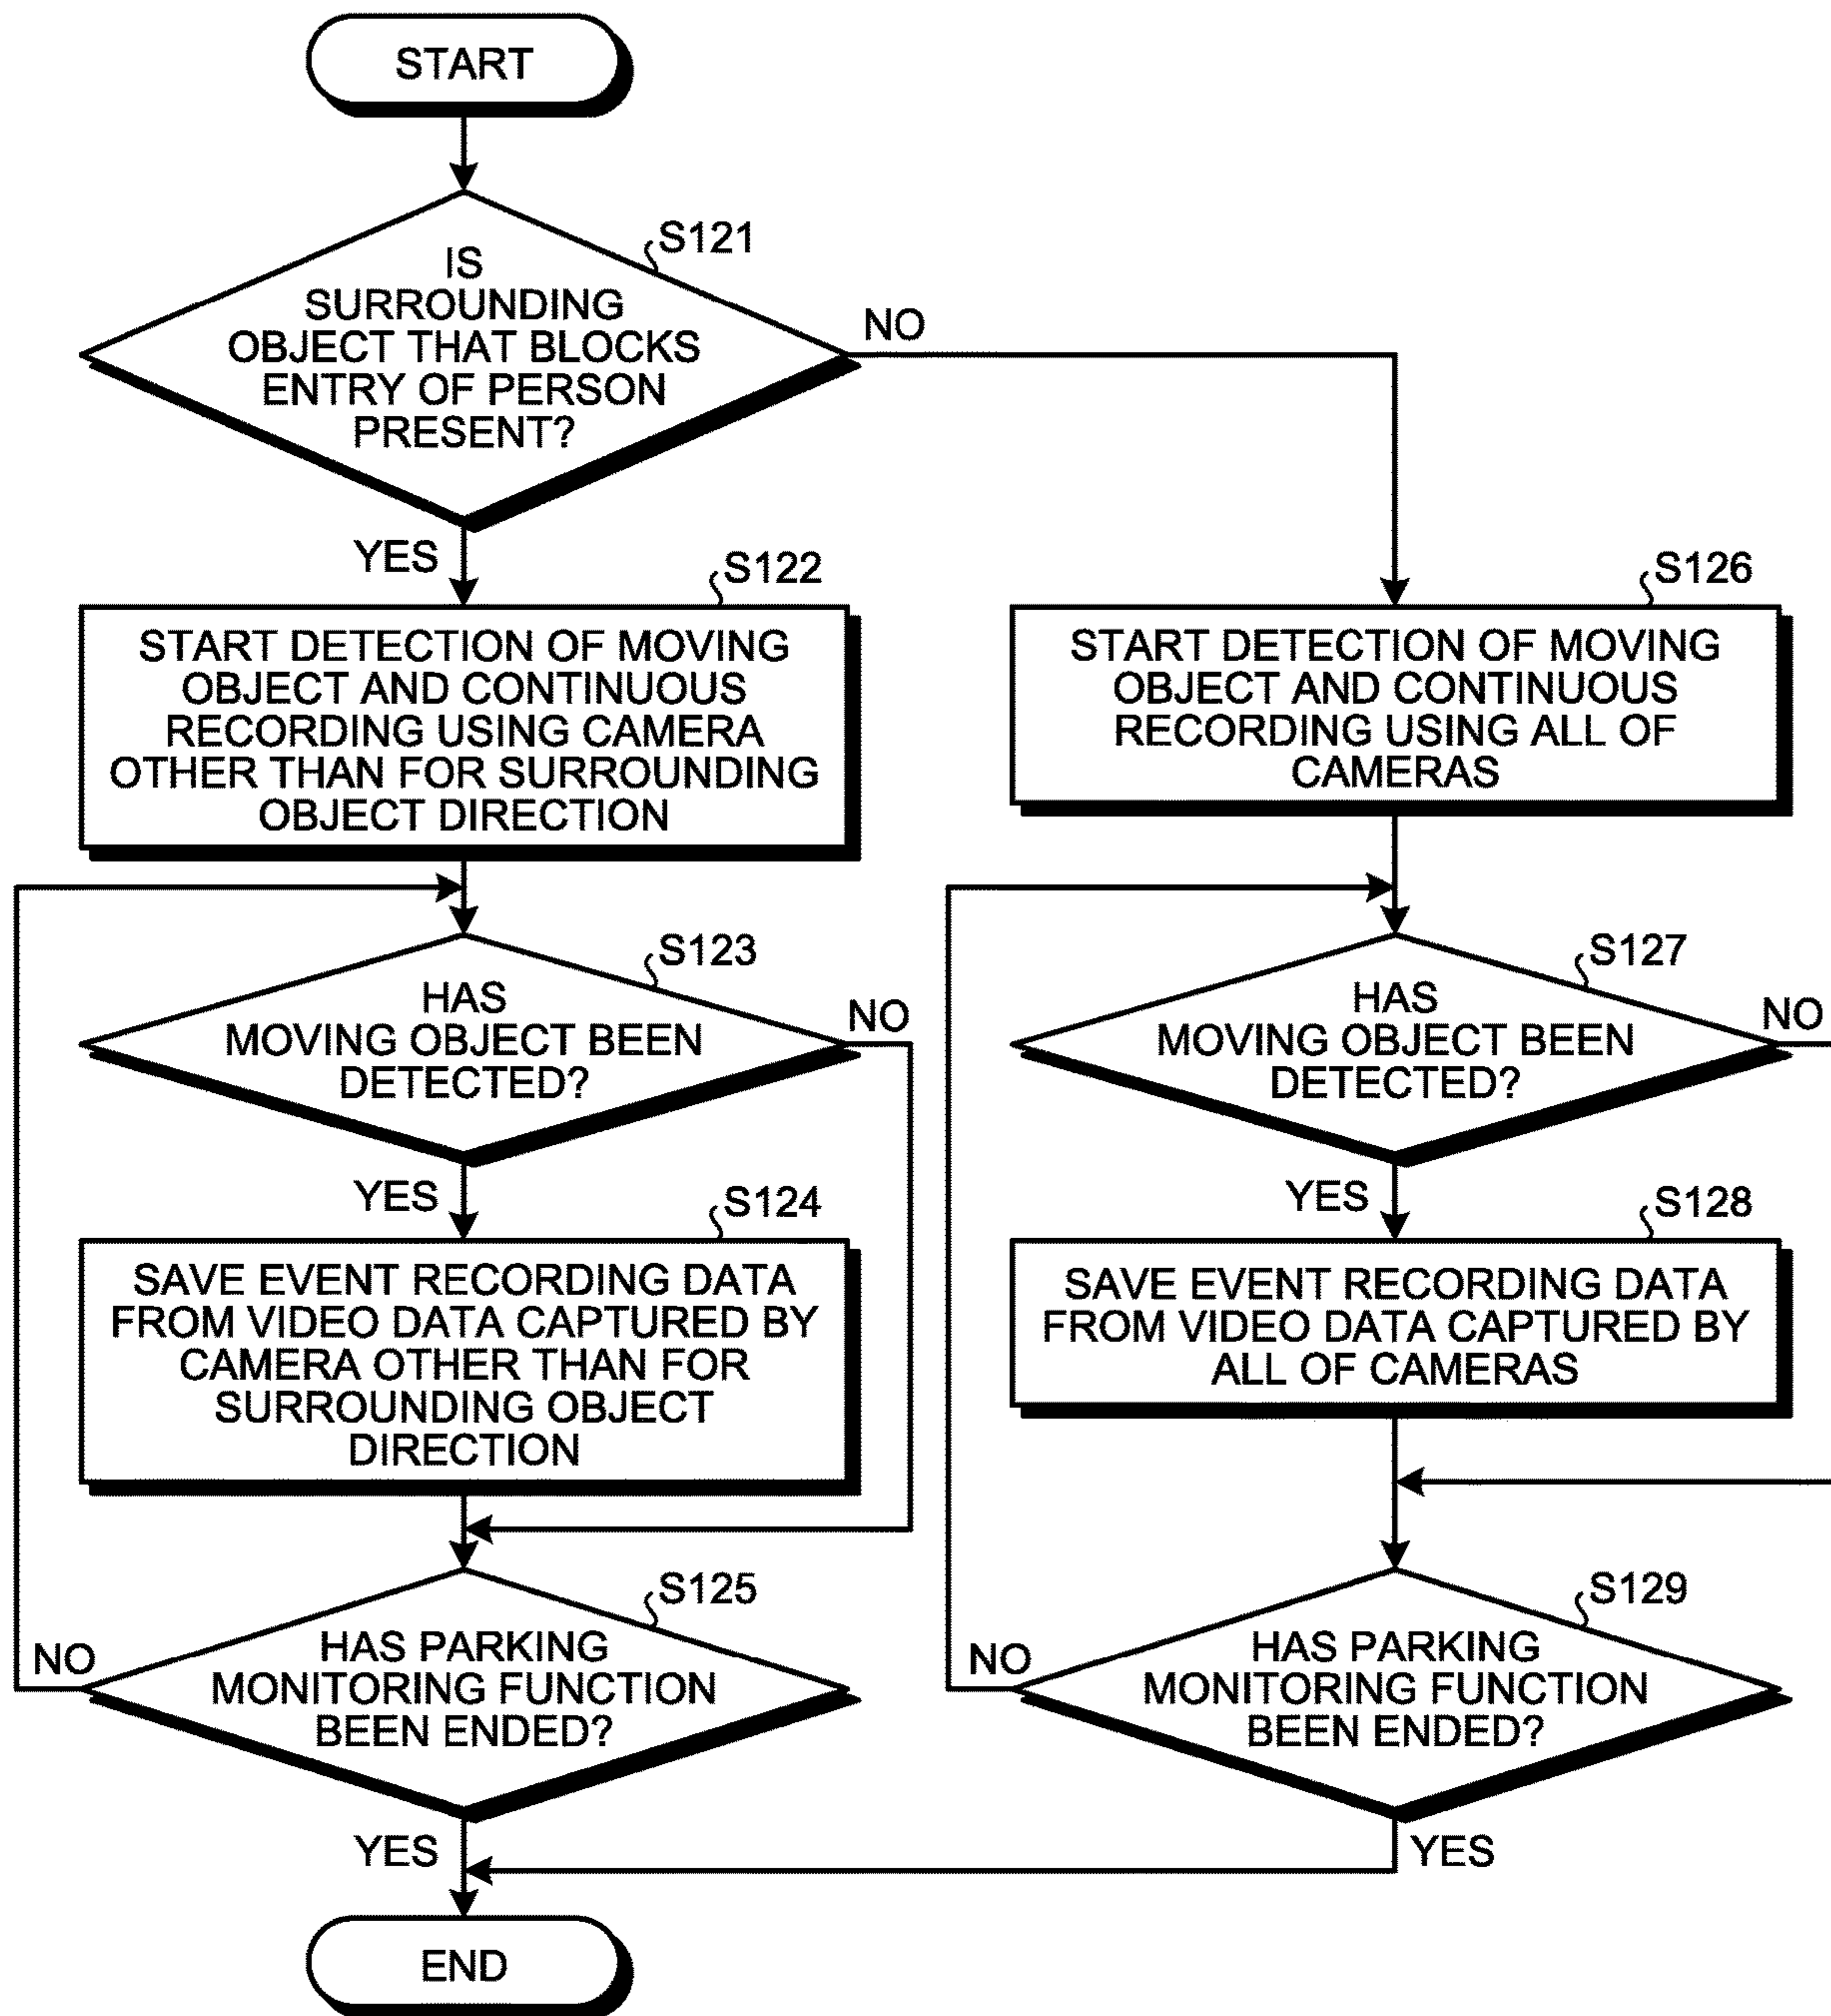 START
S121
IS
SURROUNDING
OBJECT THAT BLOCKS
ENTRY OF PERSON
PRESENT?
NO
YES
S122
START DETECTION OF MOVING
OBJECT AND CONTINUOUS
RECORDING USING CAMERA
OTHER THAN FOR SURROUNDING
OBJECT DIRECTION
S123
HAS
MOVING OBJECT BEEN
DETECTED?
NO
YES
S124
SAVE EVENT RECORDING DATA
FROM VIDEO DATA CAPTURED BY
CAMERA OTHER THAN FOR
SURROUNDING OBJECT
DIRECTION
S125
HAS PARKING
MONITORING FUNCTION
BEEN ENDED?
NO
YES
S126
START DETECTION OF MOVING
OBJECT AND CONTINUOUS
RECORDING USING ALL OF
CAMERAS
S127
HAS
MOVING OBJECT BEEN
DETECTED?
NO
YES
S128
SAVE EVENT RECORDING DATA
FROM VIDEO DATA CAPTURED BY
ALL OF CAMERAS
S129
HAS PARKING
MONITORING FUNCTION
BEEN ENDED?
NO
YES
END